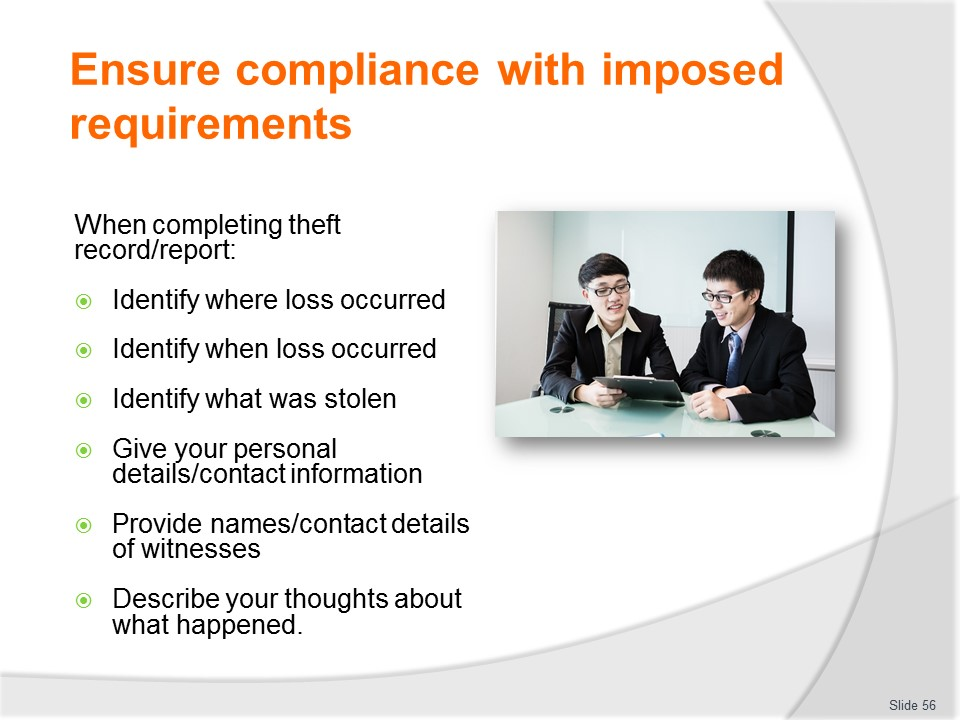 Ensure compliance with imposed
requirements
When completing theft
record/report:
Identify where loss occurred
Identify when loss occurred
Identify what was stolen
Give your personal
details/contact information
Provide names/contact details
of witnesses
Describe your thoughts about
what happened.
Slide 56